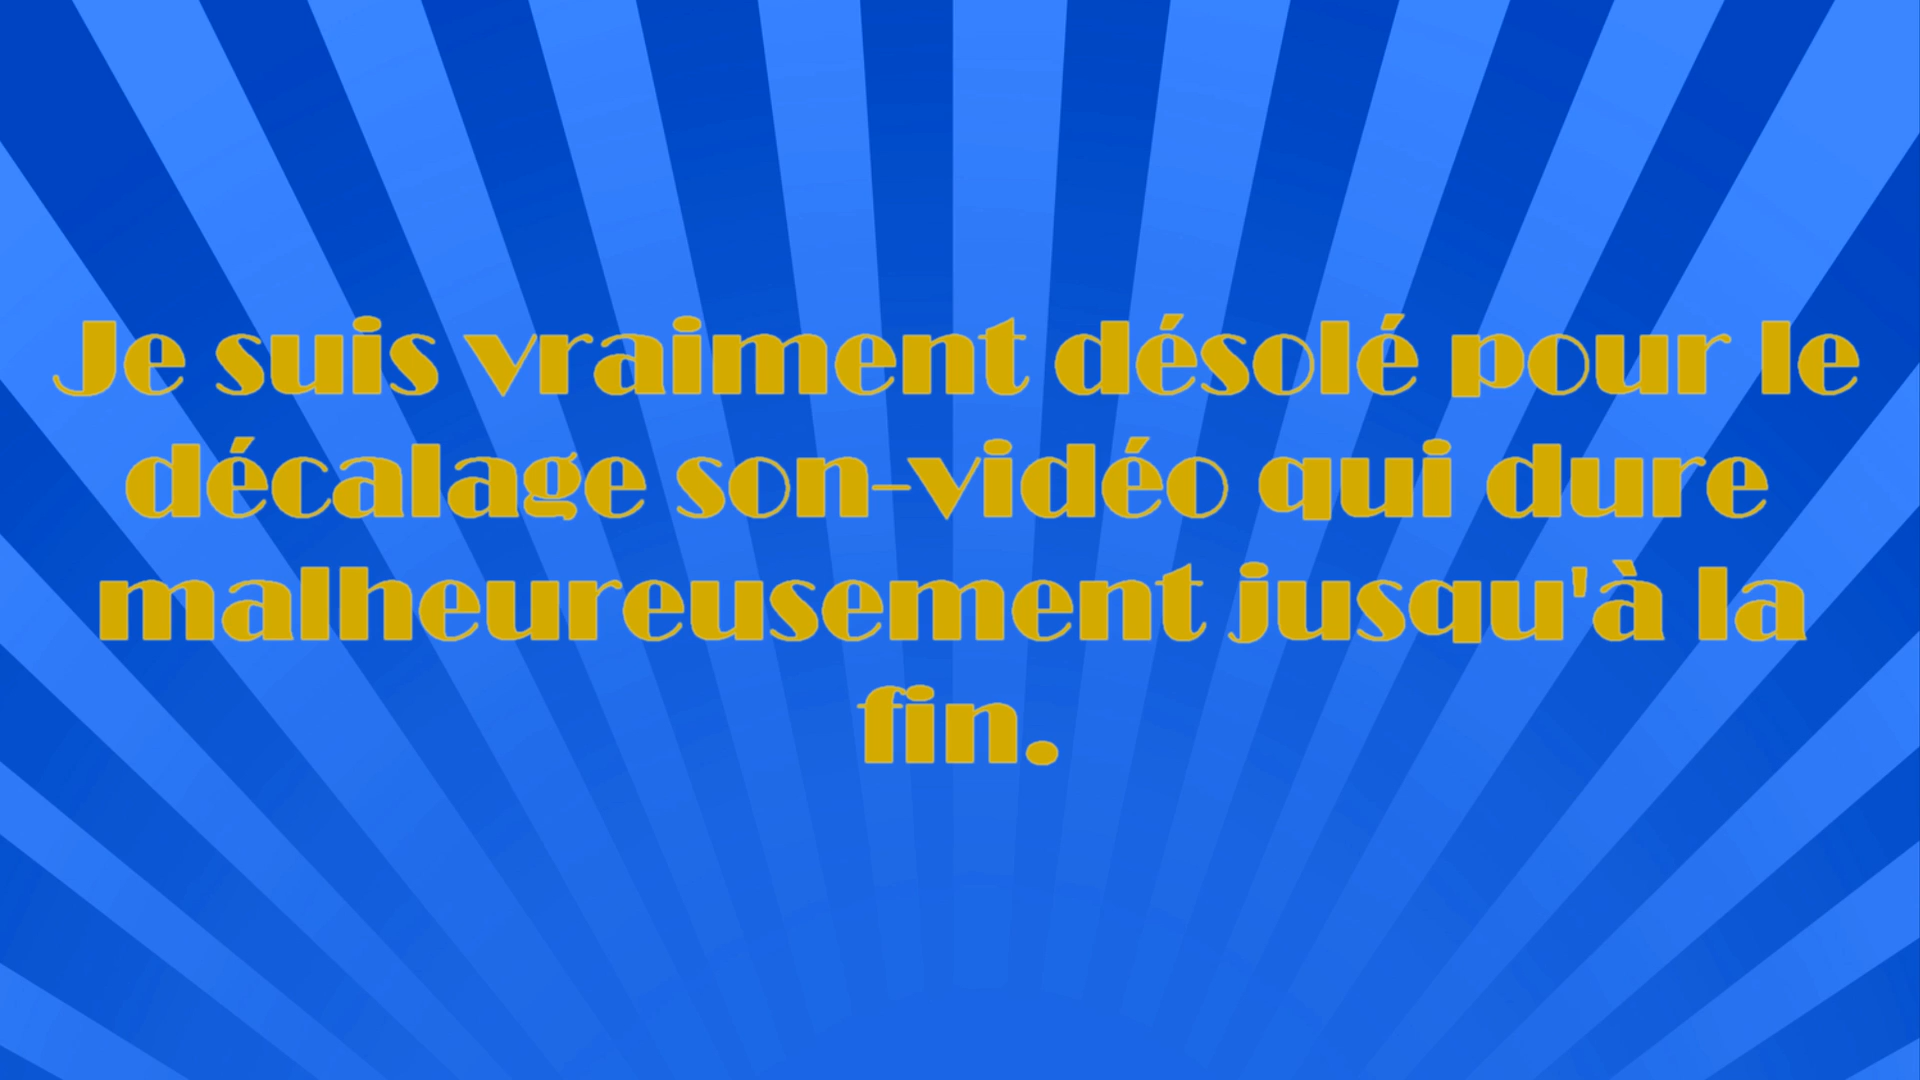 Je suis vraiment désolé pour le
décalage son-vidéo qui dure
malheureusement jusqu'à la
fin.